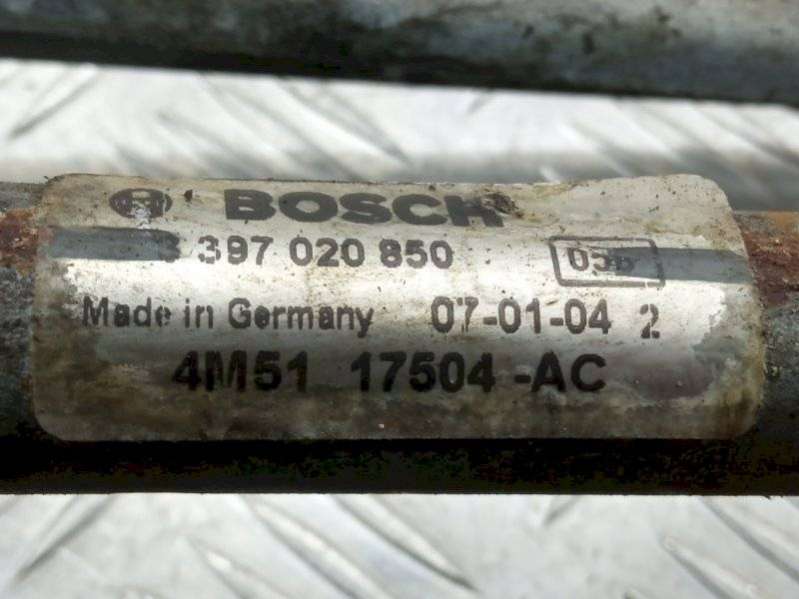 BOSCH
3 397 020 850
Made in Germany 07-01-04 2
4M51 17504-AC